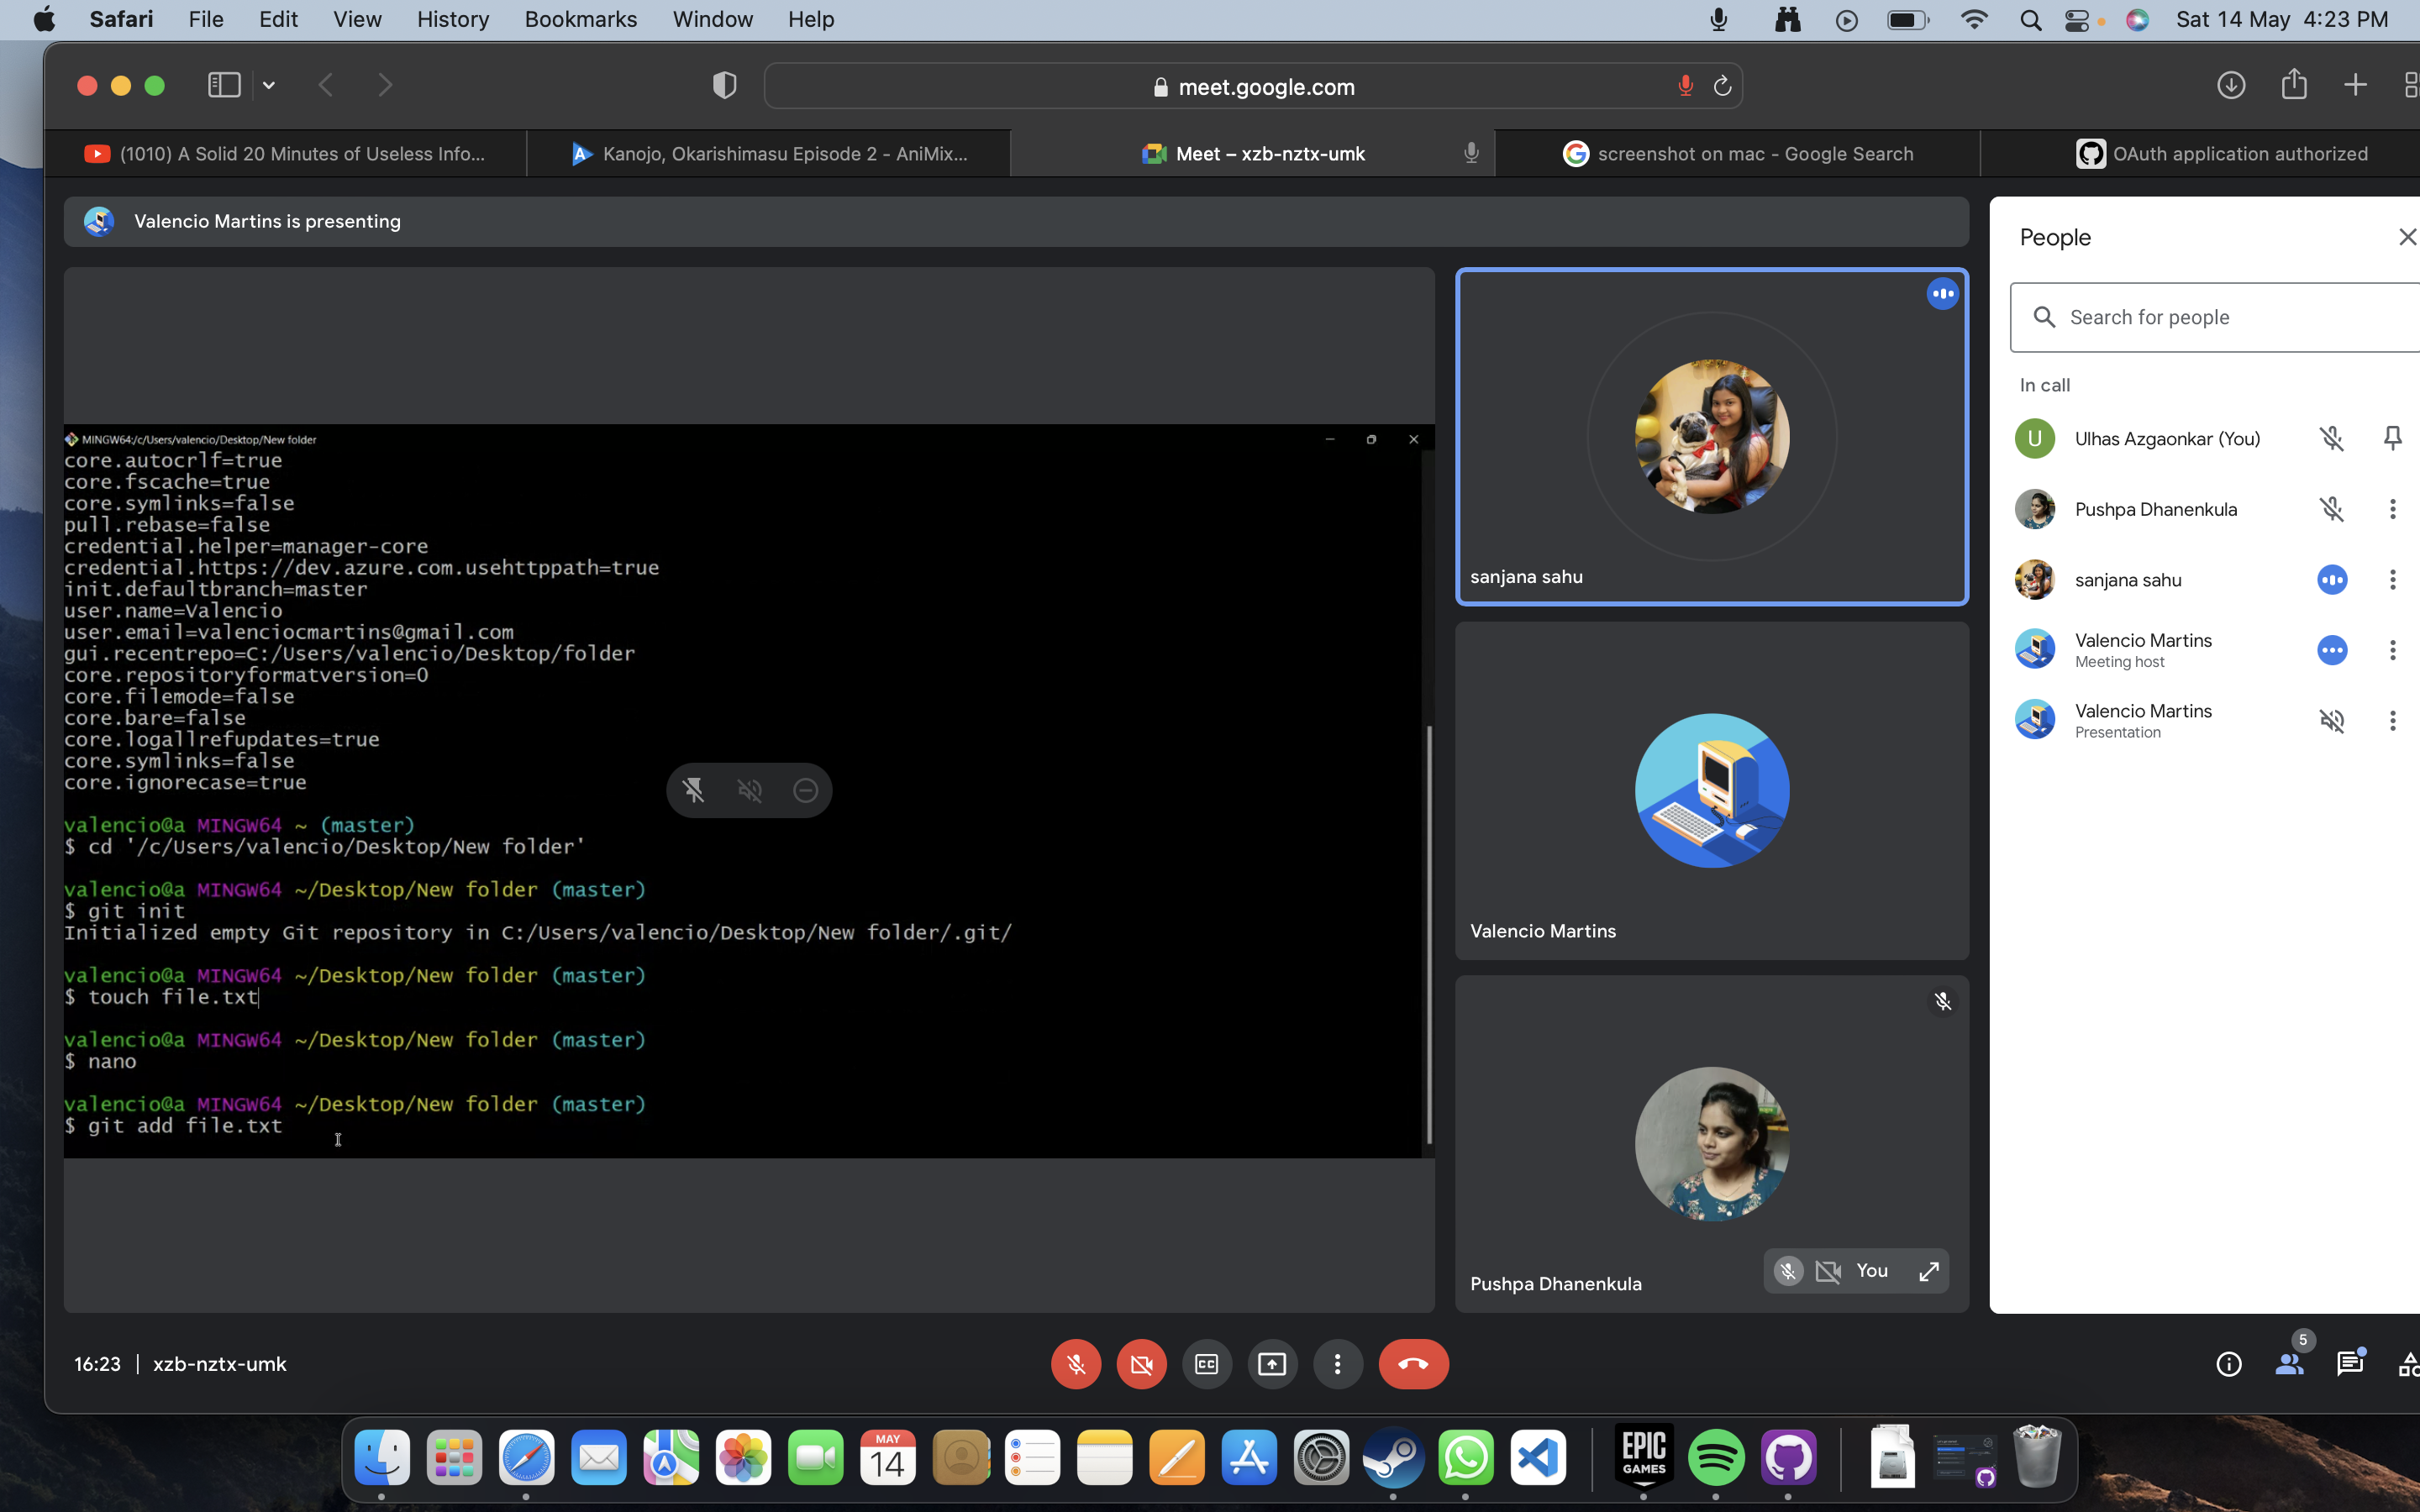 Safari File Edit View History Bookmarks Window Help Sat 14 May 4:23 PM
meet.google.com
(1010) A Solid 20 Minutes of Useless Info...
Kanojo, Okarishimasu Episode 2 - AniMix...
Meet – xzb-nztx-umk
screenshot on mac - Google Search
OAuth application authorized
Valencio Martins is presenting
MINGW64:/c/Users/valencio/Desktop/New folder
core.autocrlf=true
core.fscache=true
core.symlinks=false
pull.rebase=false
credential.helper=manager-core
credential.https://dev.azure.com.usehttppath=true
init.defaultbranch=master
user.name=Valencio
user.email=valenciocmartins@gmail.com
gui.recentrepo=C:/Users/valencio/Desktop/folder
core.repositoryformatversion=0
core.filemode=false
core.bare=false
core.logallrefupdates=true
core.symlinks=false
core.ignorecase=true
valencio@a MINGW64 ~ (master)
$ cd '/c/Users/valencio/Desktop/New folder'
valencio@a MINGW64 ~/Desktop/New folder (master)
$ git init
Initialized empty Git repository in C:/Users/valencio/Desktop/New folder/.git/
valencio@a MINGW64 ~/Desktop/New folder (master)
$ touch file.txt
valencio@a MINGW64 ~/Desktop/New folder (master)
$ nano
valencio@a MINGW64 ~/Desktop/New folder (master)
$ git add file.txt
sanjana sahu
Valencio Martins
Pushpa Dhanenkula
You
People
Search for people
In call
U
Ulhas Azgaonkar (You)
Pushpa Dhanenkula
sanjana sahu
Valencio Martins
Meeting host
Valencio Martins
Presentation
16:23 | xzb-nztx-umk
CC
5
MAY
14
EPIC
GAMES